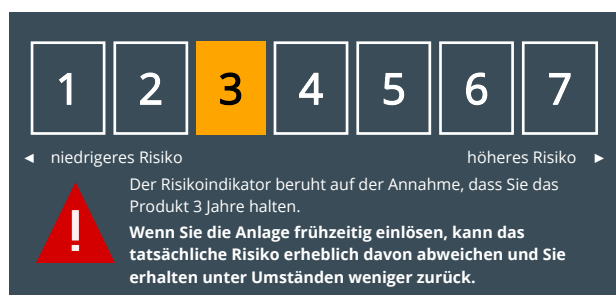 1 2 3 4 5 6 7
◄ niedrigeres Risiko höheres Risiko ►
Der Risikoindikator beruht auf der Annahme, dass Sie das
Produkt 3 Jahre halten.
! Wenn Sie die Anlage frühzeitig einlösen, kann das
tatsächliche Risiko erheblich davon abweichen und Sie
erhalten unter Umständen weniger zurück.